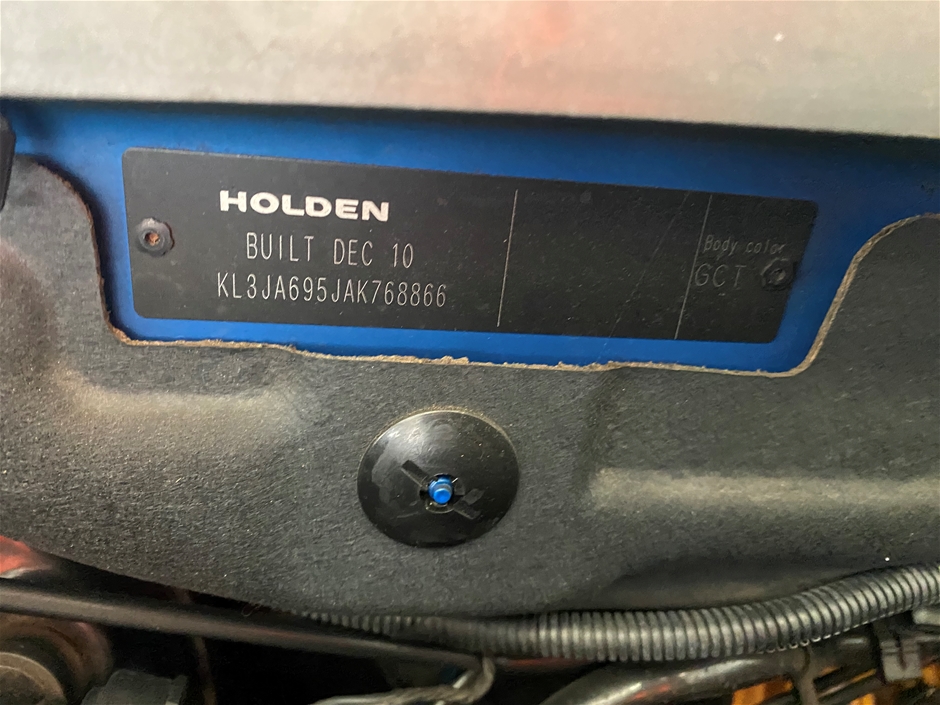 HOLDEN
BUILT DEC 10
KL3JA695JAK768866
Body color
GCT